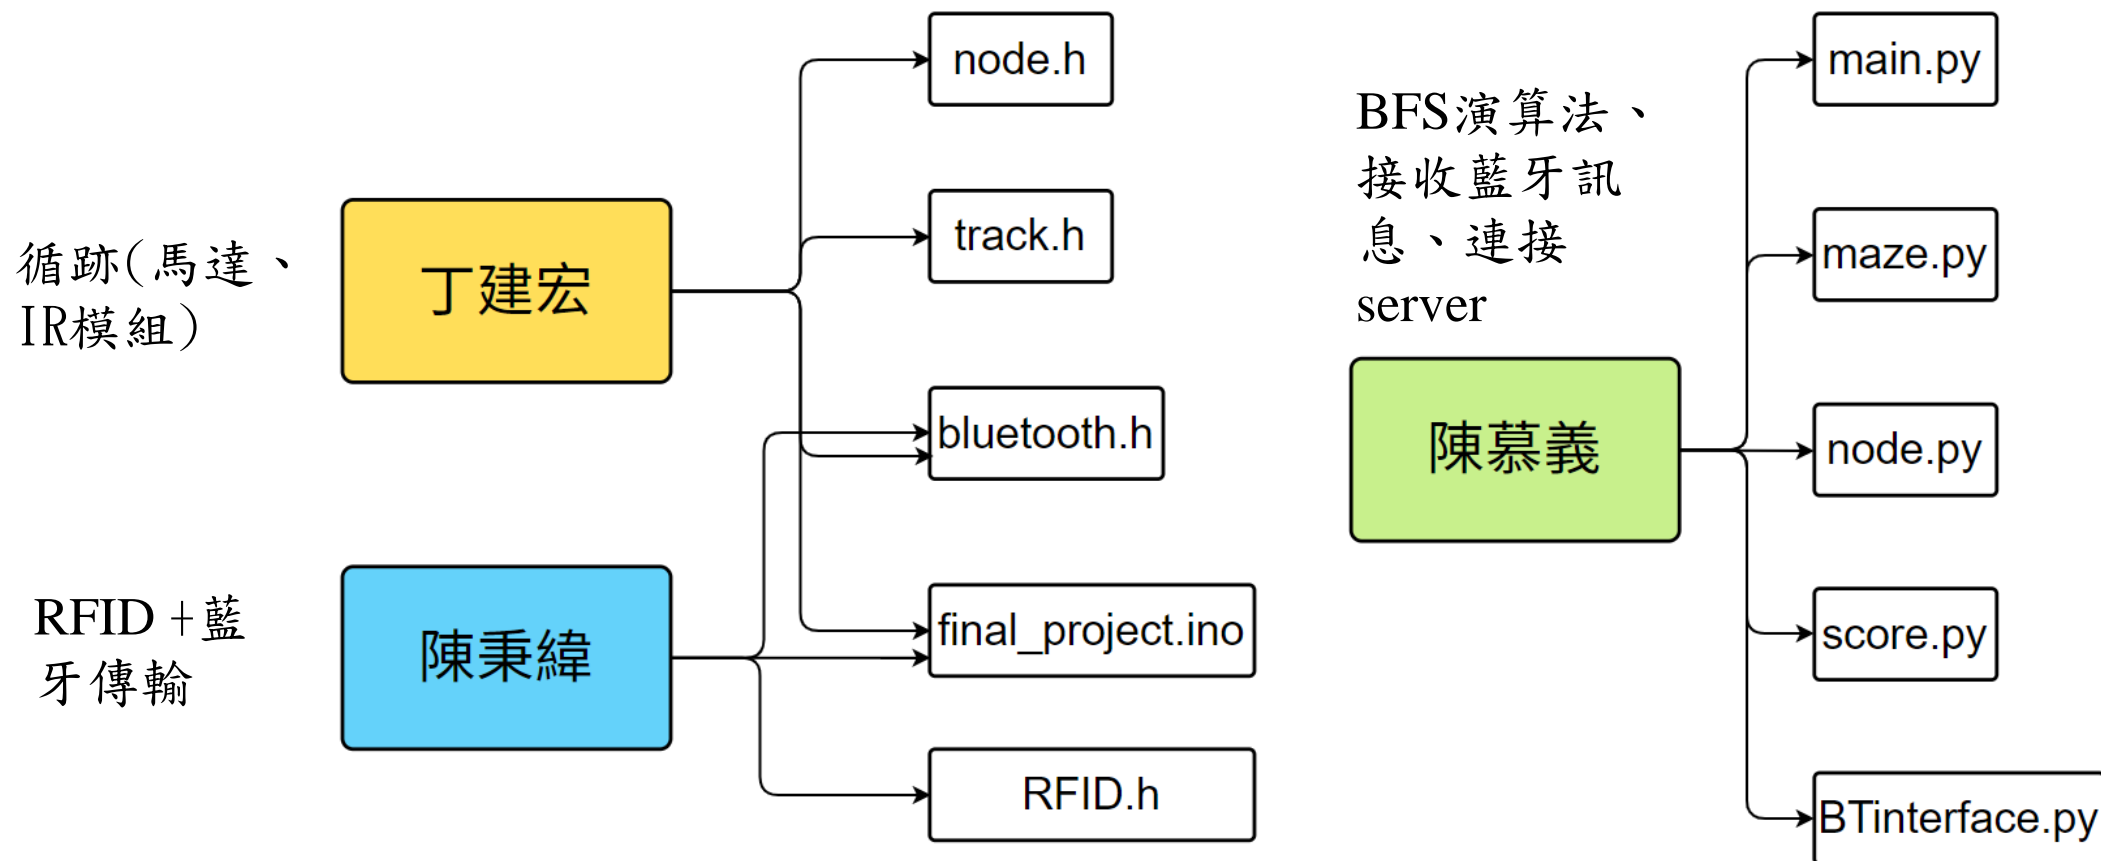 循跡(馬達、
IR模組)
丁建宏
node.h
track.h
bluetooth.h
final_project.ino
RFID.h
RFID +藍
牙傳輸
陳秉緯
BFS演算法、
接收藍牙訊
息、連接
server
陳慕義
main.py
maze.py
node.py
score.py
BTinterface.py